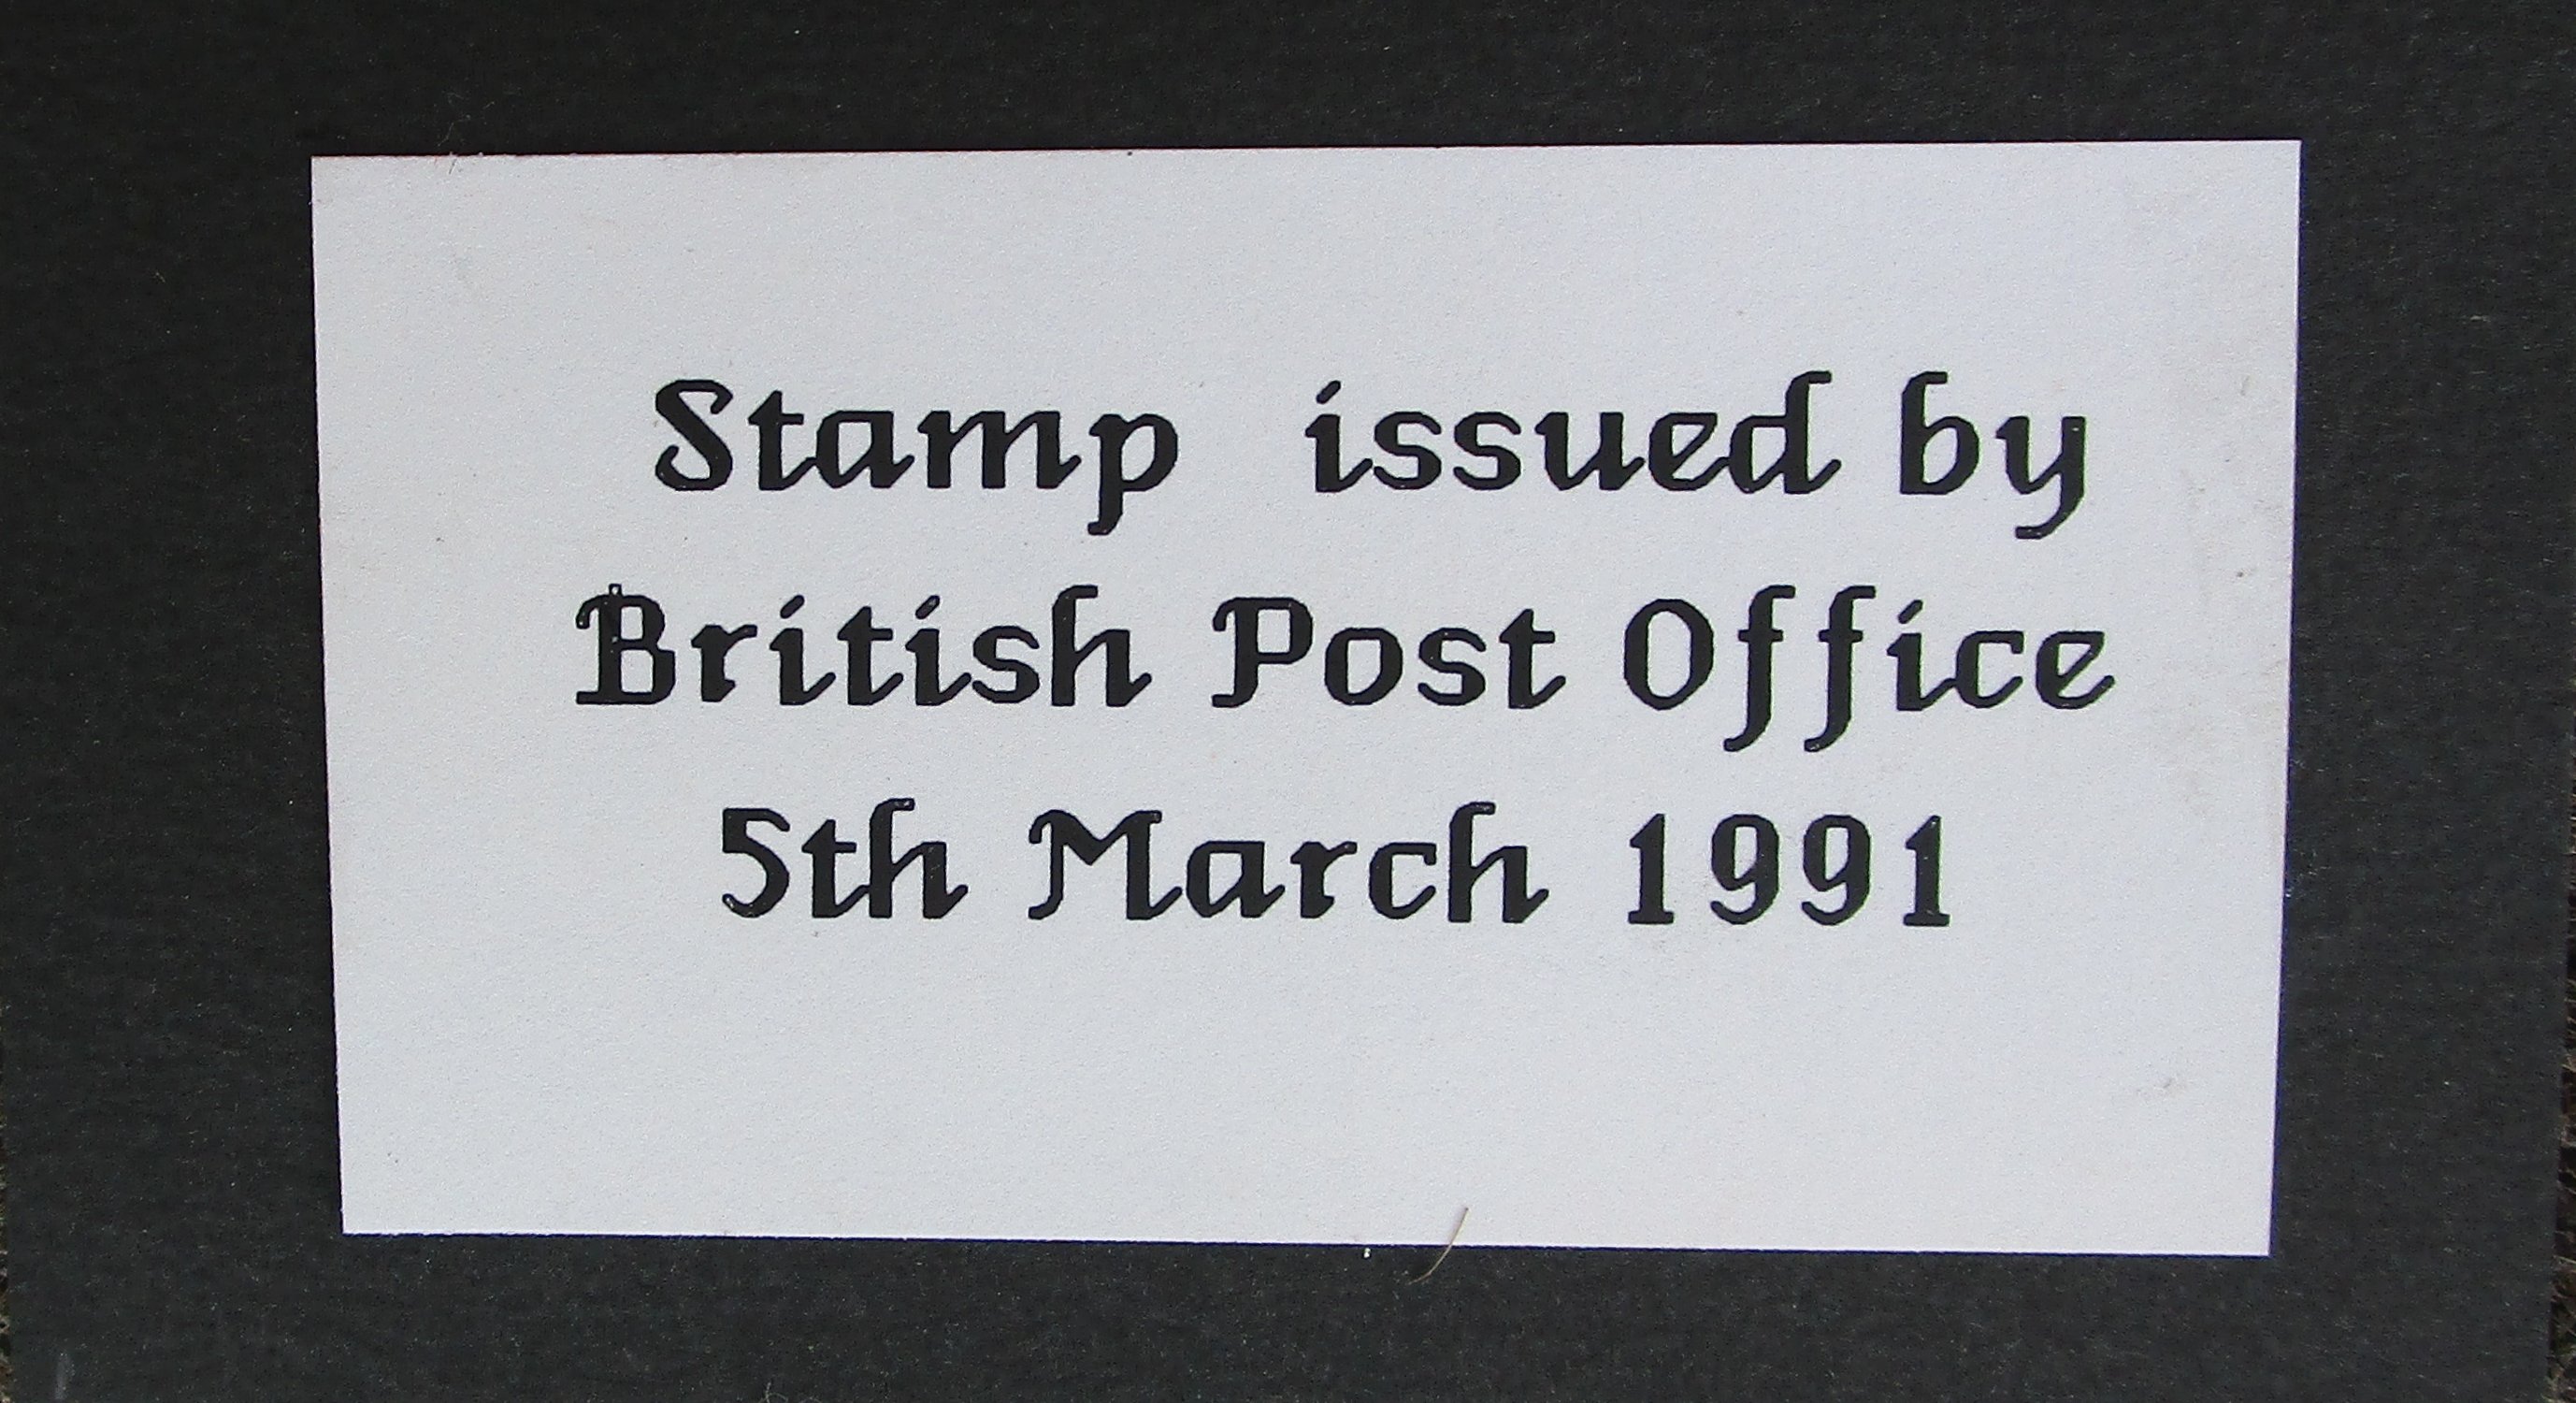 Stamp issued by
British Post Office
5th March 1991